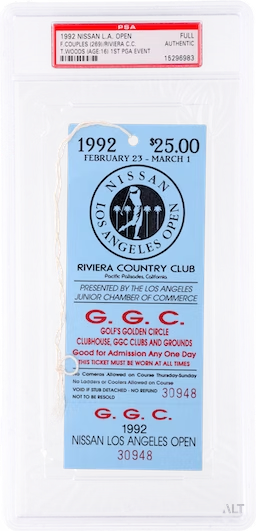 PSA
1992 NISSAN L.A. OPEN FULL
F.COUPLES (269)/RIVIERA C.C. AUTHENTIC
T.WOODS (AGE:16) 1ST PGA EVENT 15298983
1992 $25.00
FEBRUARY 23 - MARCH 1
NISSAN
LOS ANGELES OPEN
RIVIERA COUNTRY CLUB
Pacific Palisades, California
PRESENTED BY THE LOS ANGELES
JUNIOR CHAMBER OF COMMERCE
G. G. C.
GOLF'S GOLDEN CIRCLE
CLUBHOUSE, GGC CLUBS AND GROUNDS
Good for Admission Any One Day
THIS TICKET MUST BE WORN AT ALL TIMES
No Cameras Allowed on Course Thursday-Sunday
No Ladders or Coolers Allowed on Course
VOID IF STUB DETACHED - NO REFUND
NOT TO BE RESOLD 30948
G. G. C.
1992
NISSAN LOS ANGELES OPEN
30948
ALT